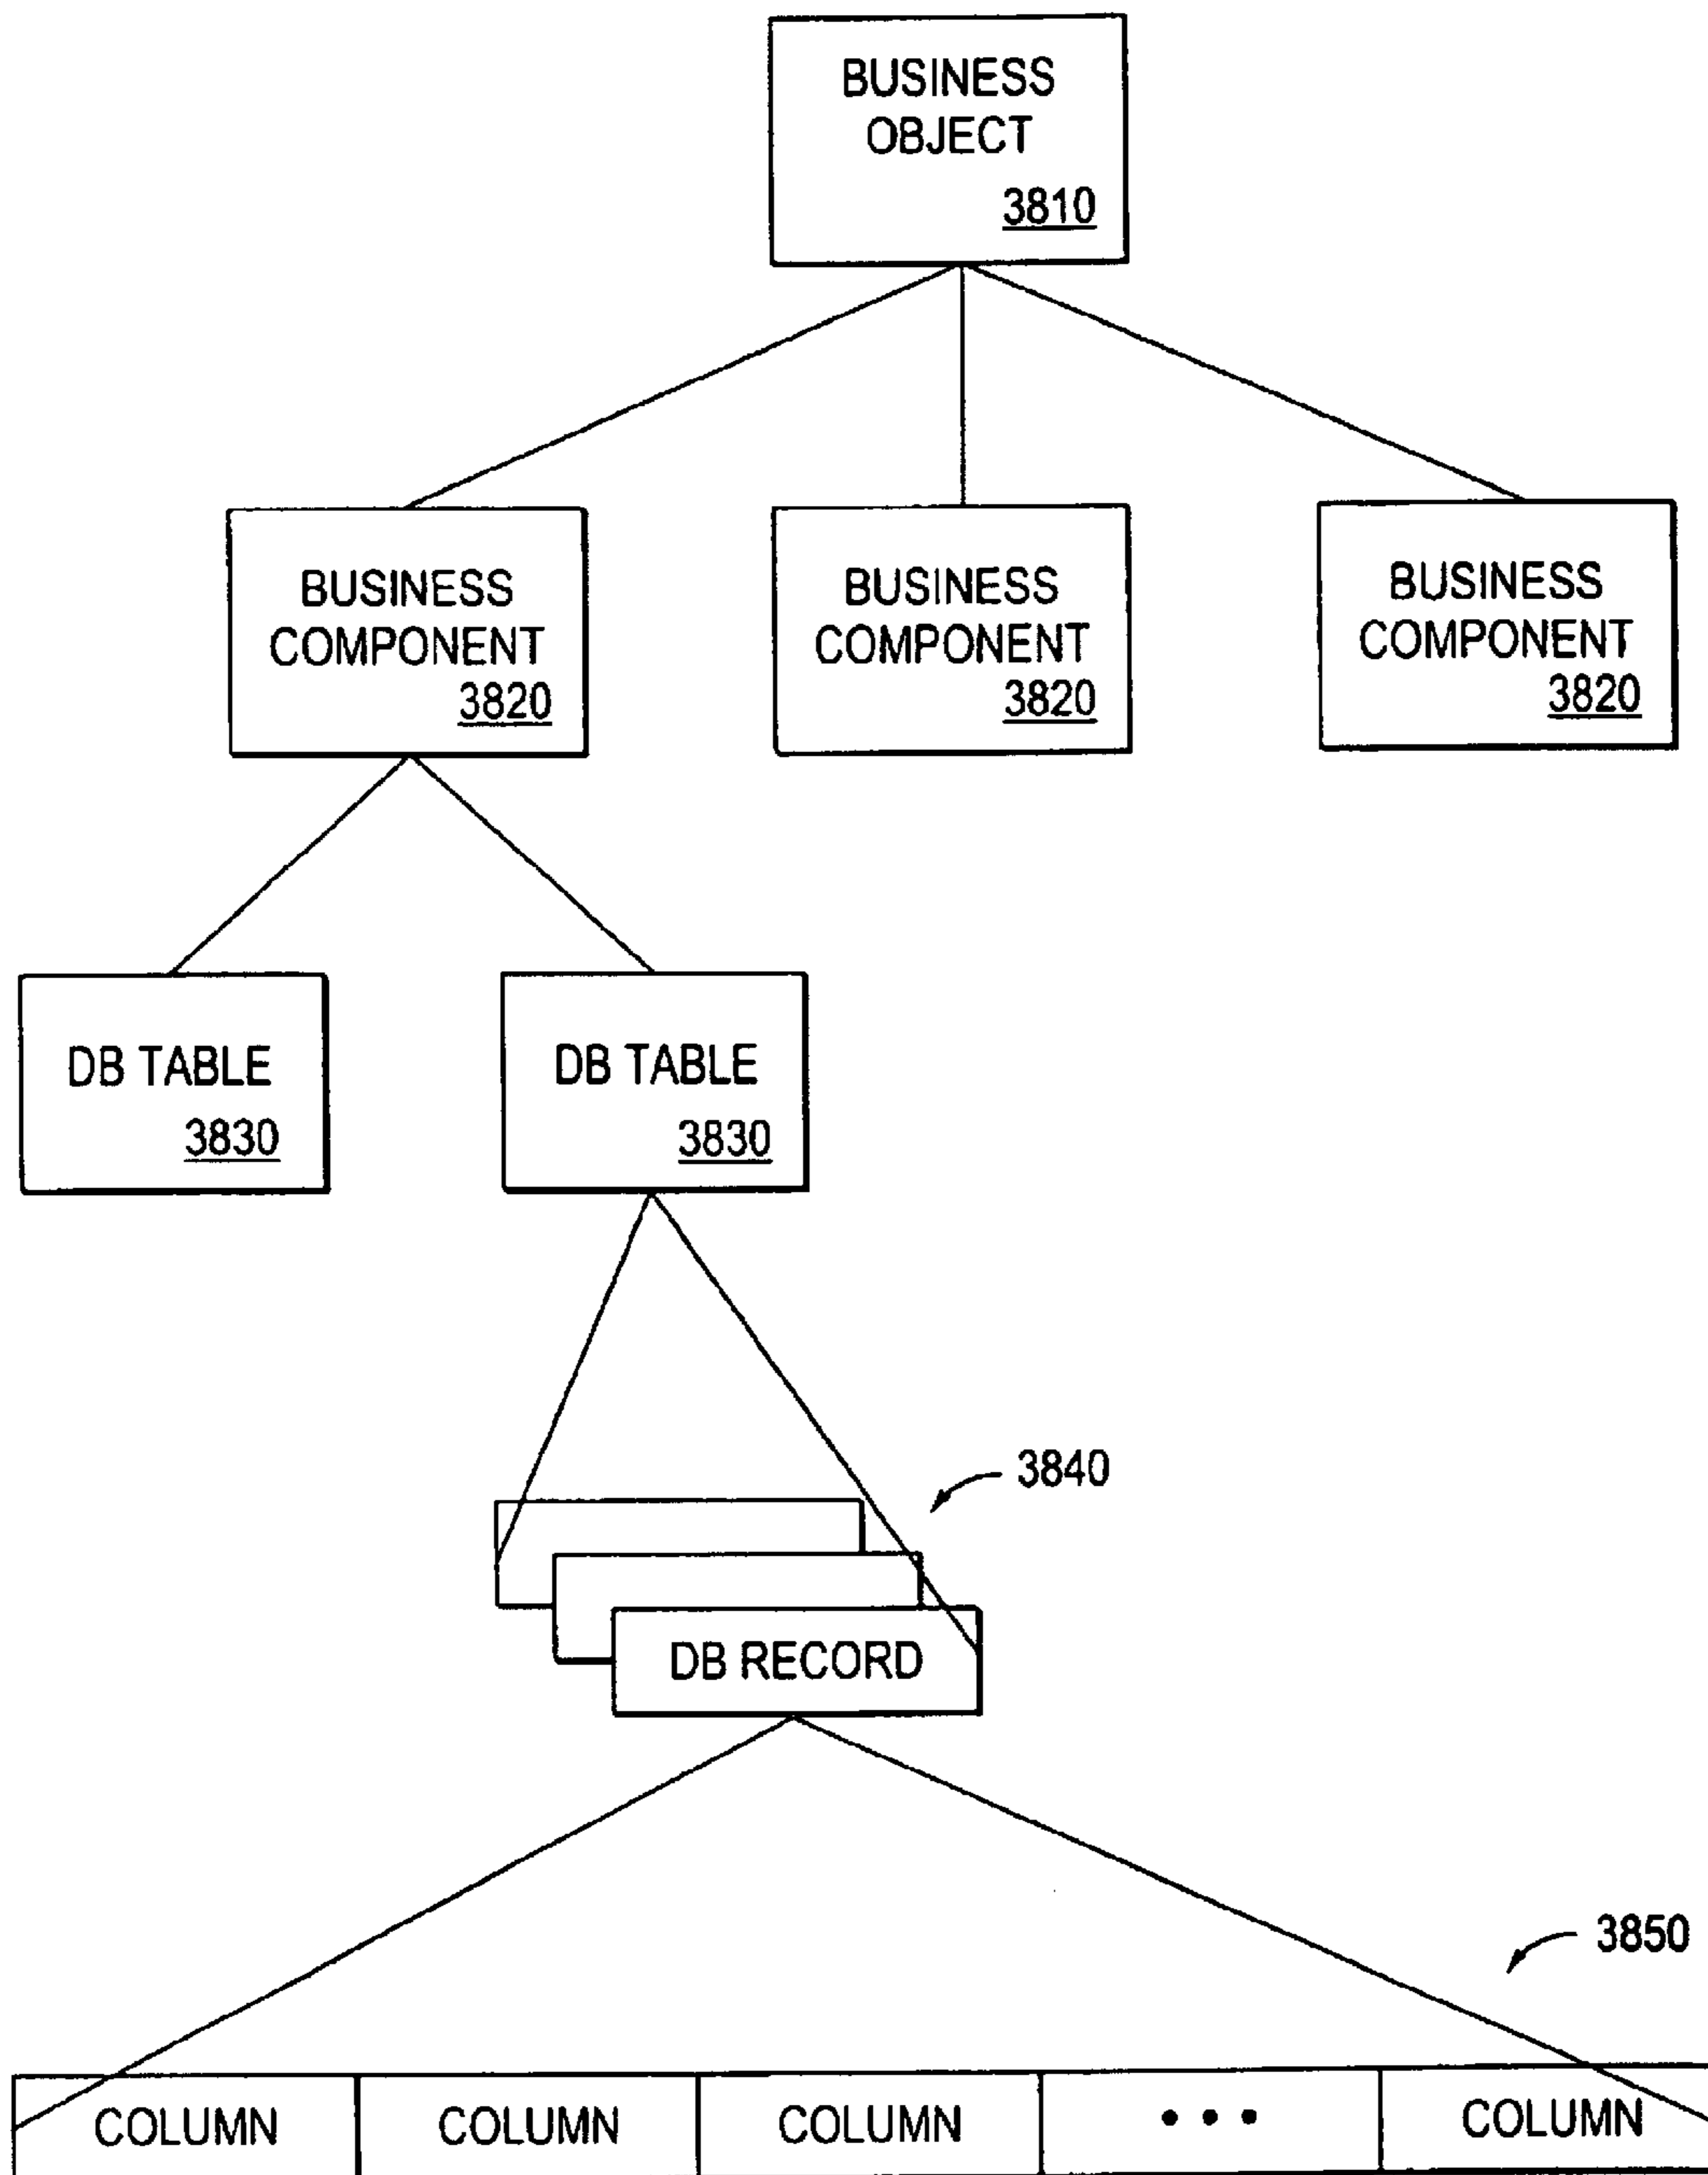 BUSINESS
OBJECT
3810
BUSINESS
COMPONENT
3820
BUSINESS
COMPONENT
3820
BUSINESS
COMPONENT
3820
DB TABLE
3830
DB TABLE
3830
3840
DB RECORD
3850
COLUMN
COLUMN
COLUMN
• • •
COLUMN